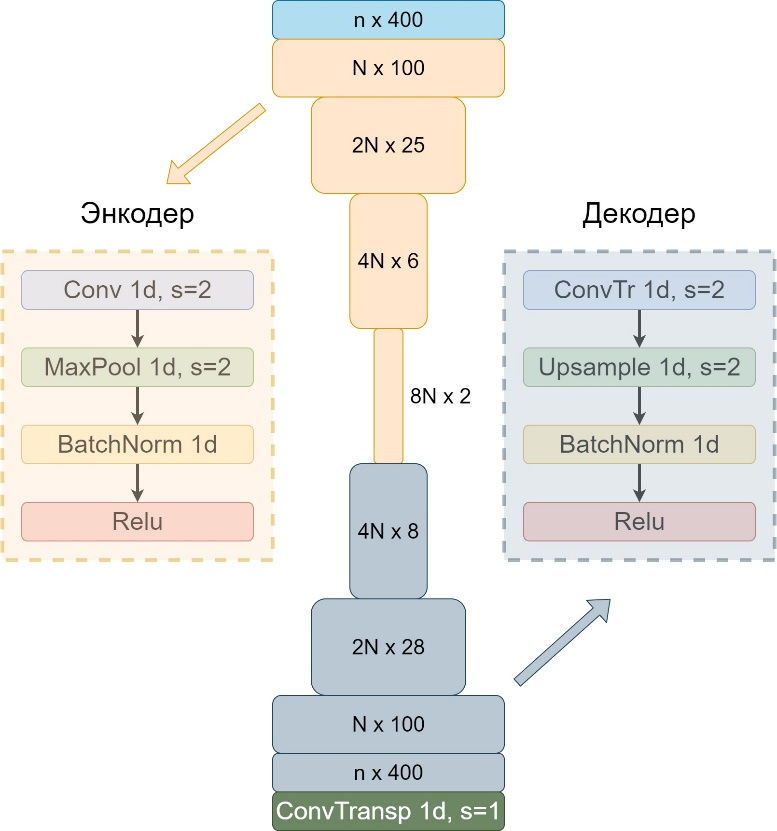 n x 400
N x 100
2N x 25
4N x 6
8N x 2
4N x 8
2N x 28
N x 100
n x 400
ConvTransp 1d, s=1
Энкодер
Conv 1d, s=2
MaxPool 1d, s=2
BatchNorm 1d
Relu
Декодер
ConvTr 1d, s=2
Upsample 1d, s=2
BatchNorm 1d
Relu